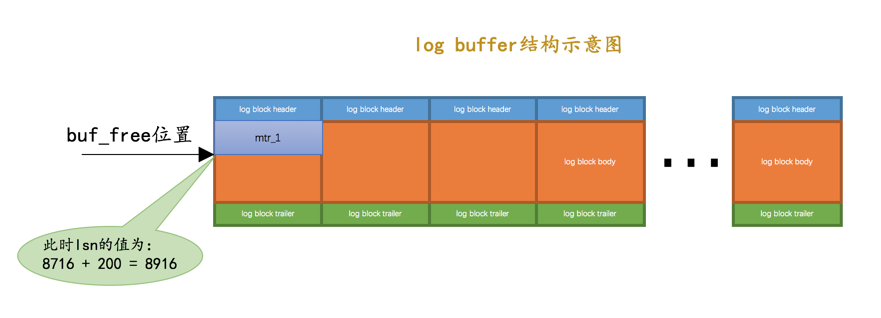 log buffer结构示意图
log block header
log block header
log block header
log block header
log block header
buf_free位置
mtr_1
log block body
log block body
log block trailer
log block trailer
log block trailer
log block trailer
log block trailer
此时lsn的值为：
8716 + 200 = 8916